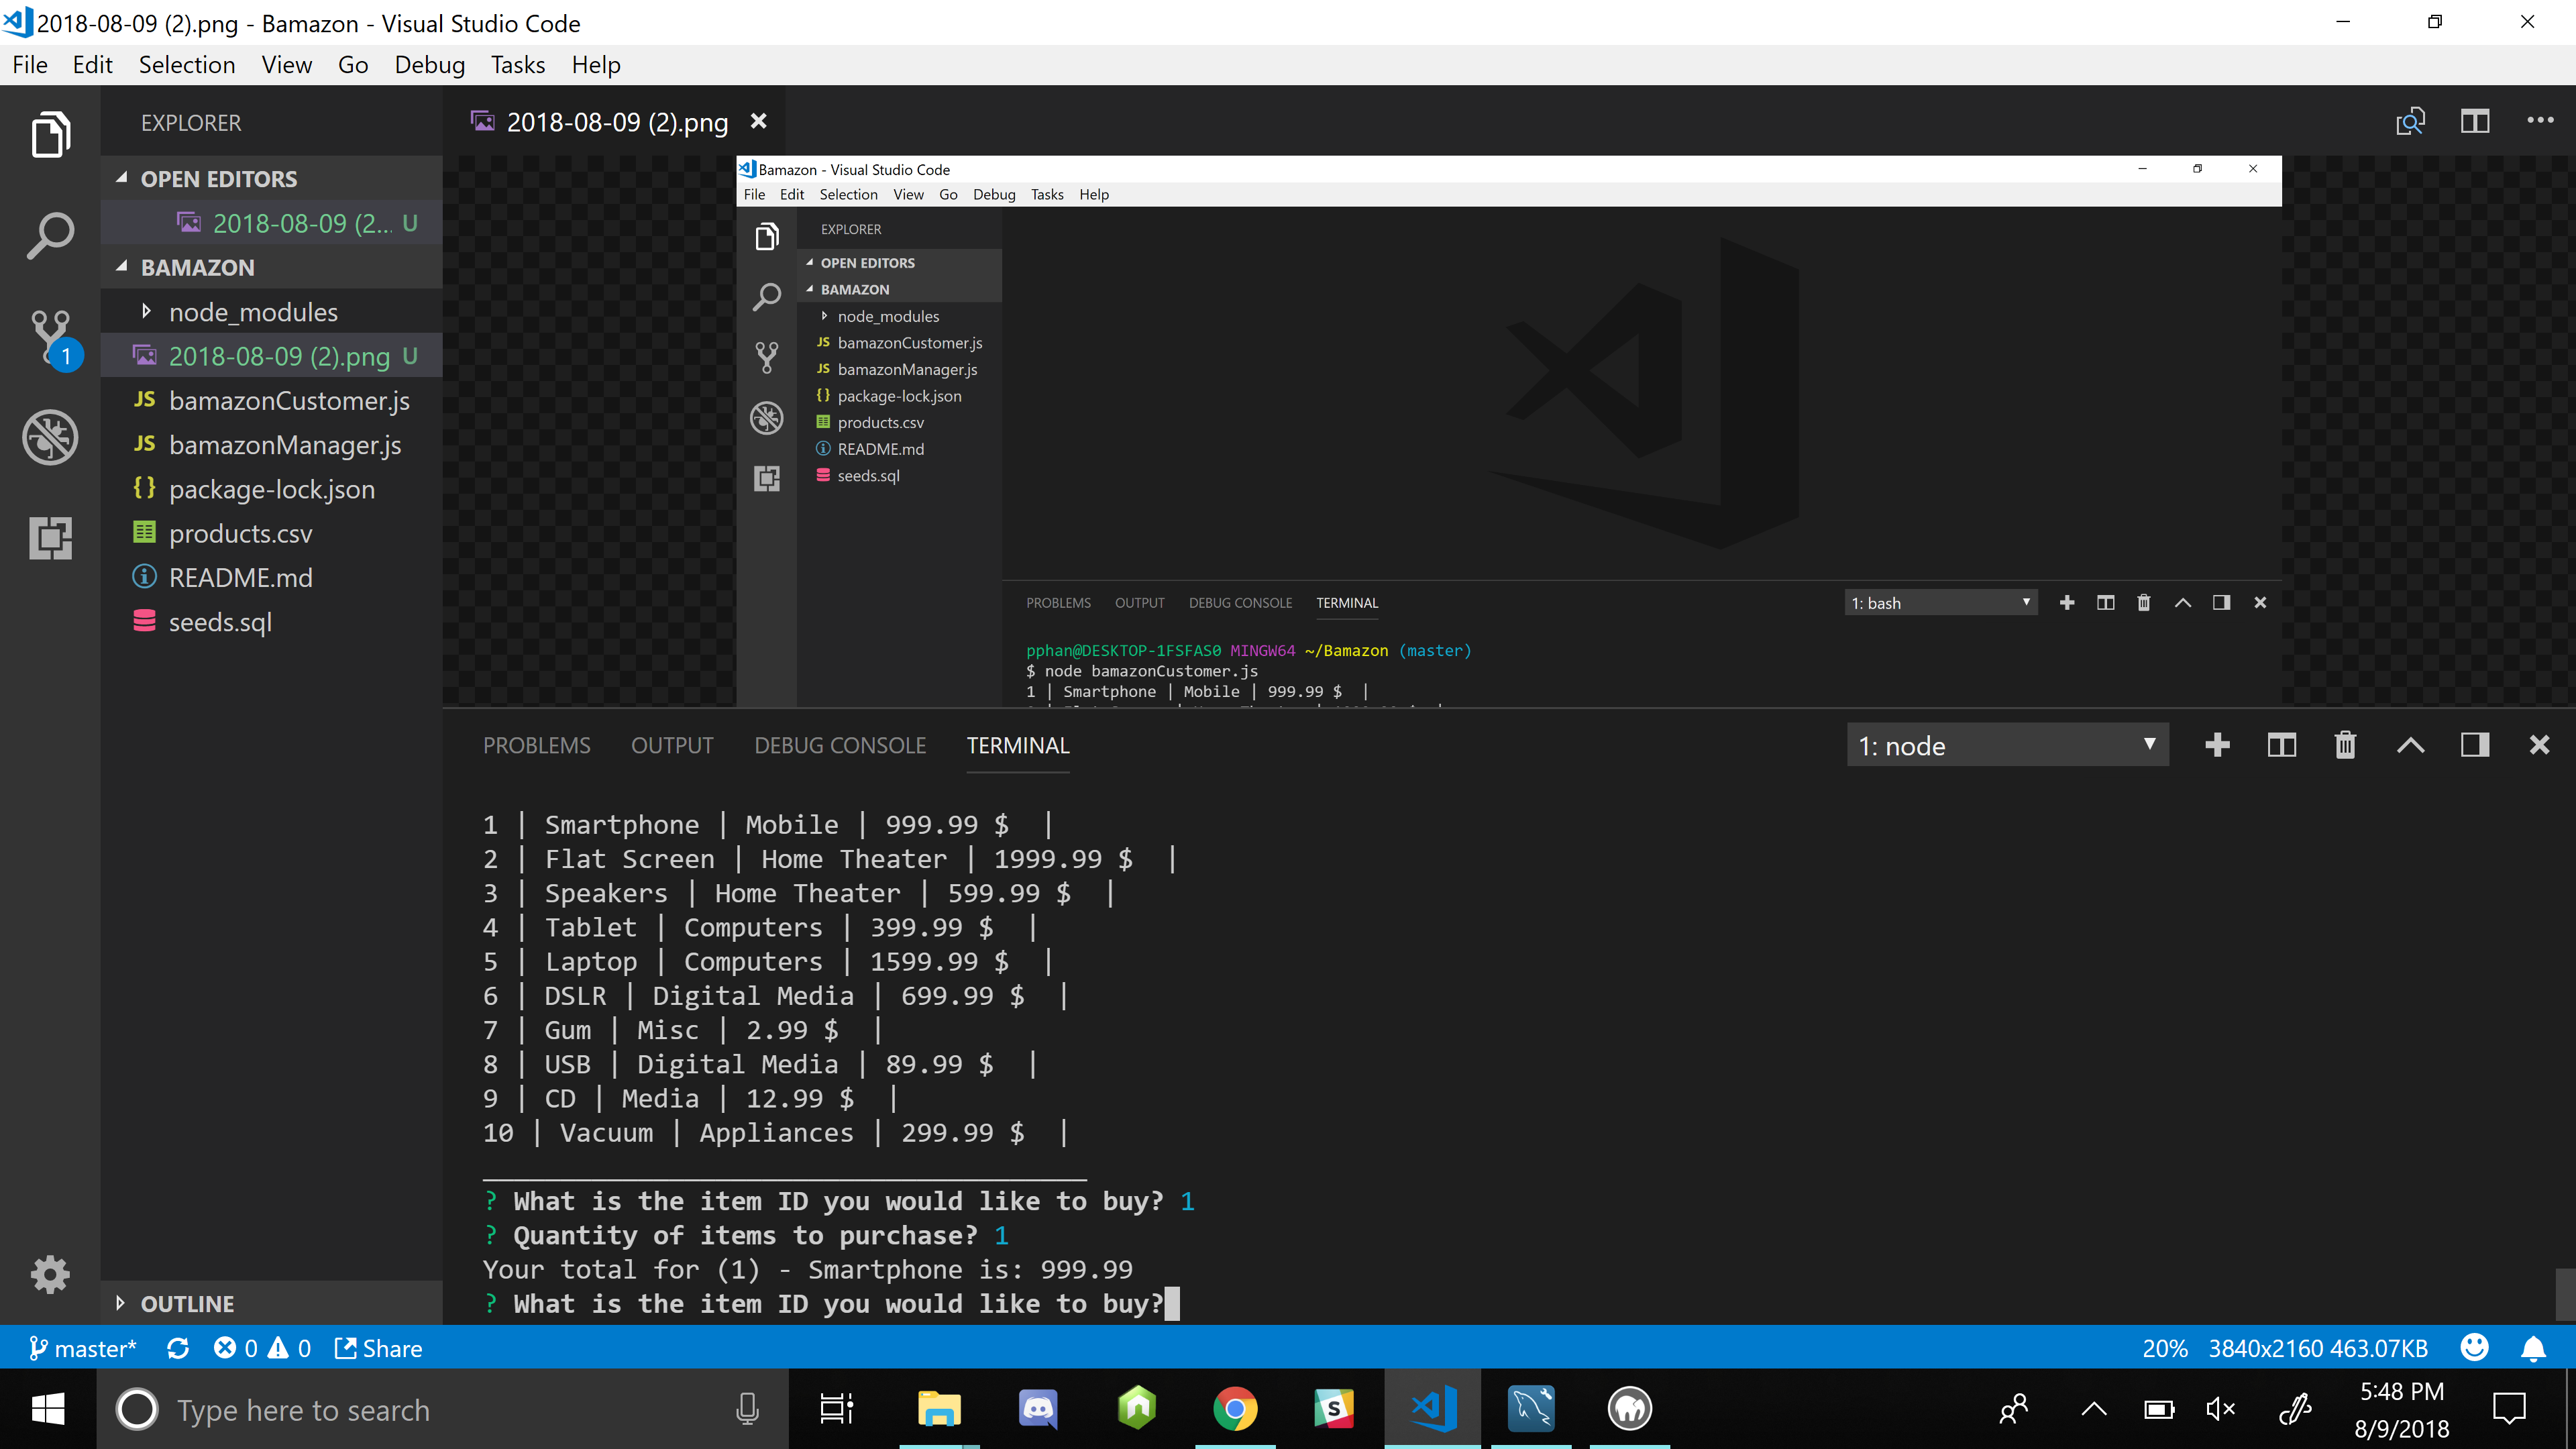 2018-08-09 (2).png - Bamazon - Visual Studio Code
File Edit Selection View Go Debug Tasks Help
EXPLORER
OPEN EDITORS
2018-08-09 (2... U
BAMAZON
node_modules
2018-08-09 (2).png U
JS bamazonCustomer.js
JS bamazonManager.js
{ } package-lock.json
products.csv
README.md
seeds.sql
OUTLINE
1
2018-08-09 (2).png
Bamazon - Visual Studio Code
File Edit Selection View Go Debug Tasks Help
EXPLORER
OPEN EDITORS
BAMAZON
node_modules
JS bamazonCustomer.js
JS bamazonManager.js
{ } package-lock.json
products.csv
README.md
seeds.sql
PROBLEMS OUTPUT DEBUG CONSOLE TERMINAL
1: bash
pphan@DESKTOP-1FSFAS0 MINGW64 ~/Bamazon (master)
$ node bamazonCustomer.js
1 | Smartphone | Mobile | 999.99 $ |
PROBLEMS OUTPUT DEBUG CONSOLE TERMINAL
1: node
1 | Smartphone | Mobile | 999.99 $ |
2 | Flat Screen | Home Theater | 1999.99 $ |
3 | Speakers | Home Theater | 599.99 $ |
4 | Tablet | Computers | 399.99 $ |
5 | Laptop | Computers | 1599.99 $ |
6 | DSLR | Digital Media | 699.99 $ |
7 | Gum | Misc | 2.99 $ |
8 | USB | Digital Media | 89.99 $ |
9 | CD | Media | 12.99 $ |
10 | Vacuum | Appliances | 299.99 $ |
_______________________________________
? What is the item ID you would like to buy? 1
? Quantity of items to purchase? 1
Your total for (1) - Smartphone is: 999.99
? What is the item ID you would like to buy?
master* 0 0 Share
20% 3840x2160 463.07KB
Type here to search
S
5:48 PM
8/9/2018